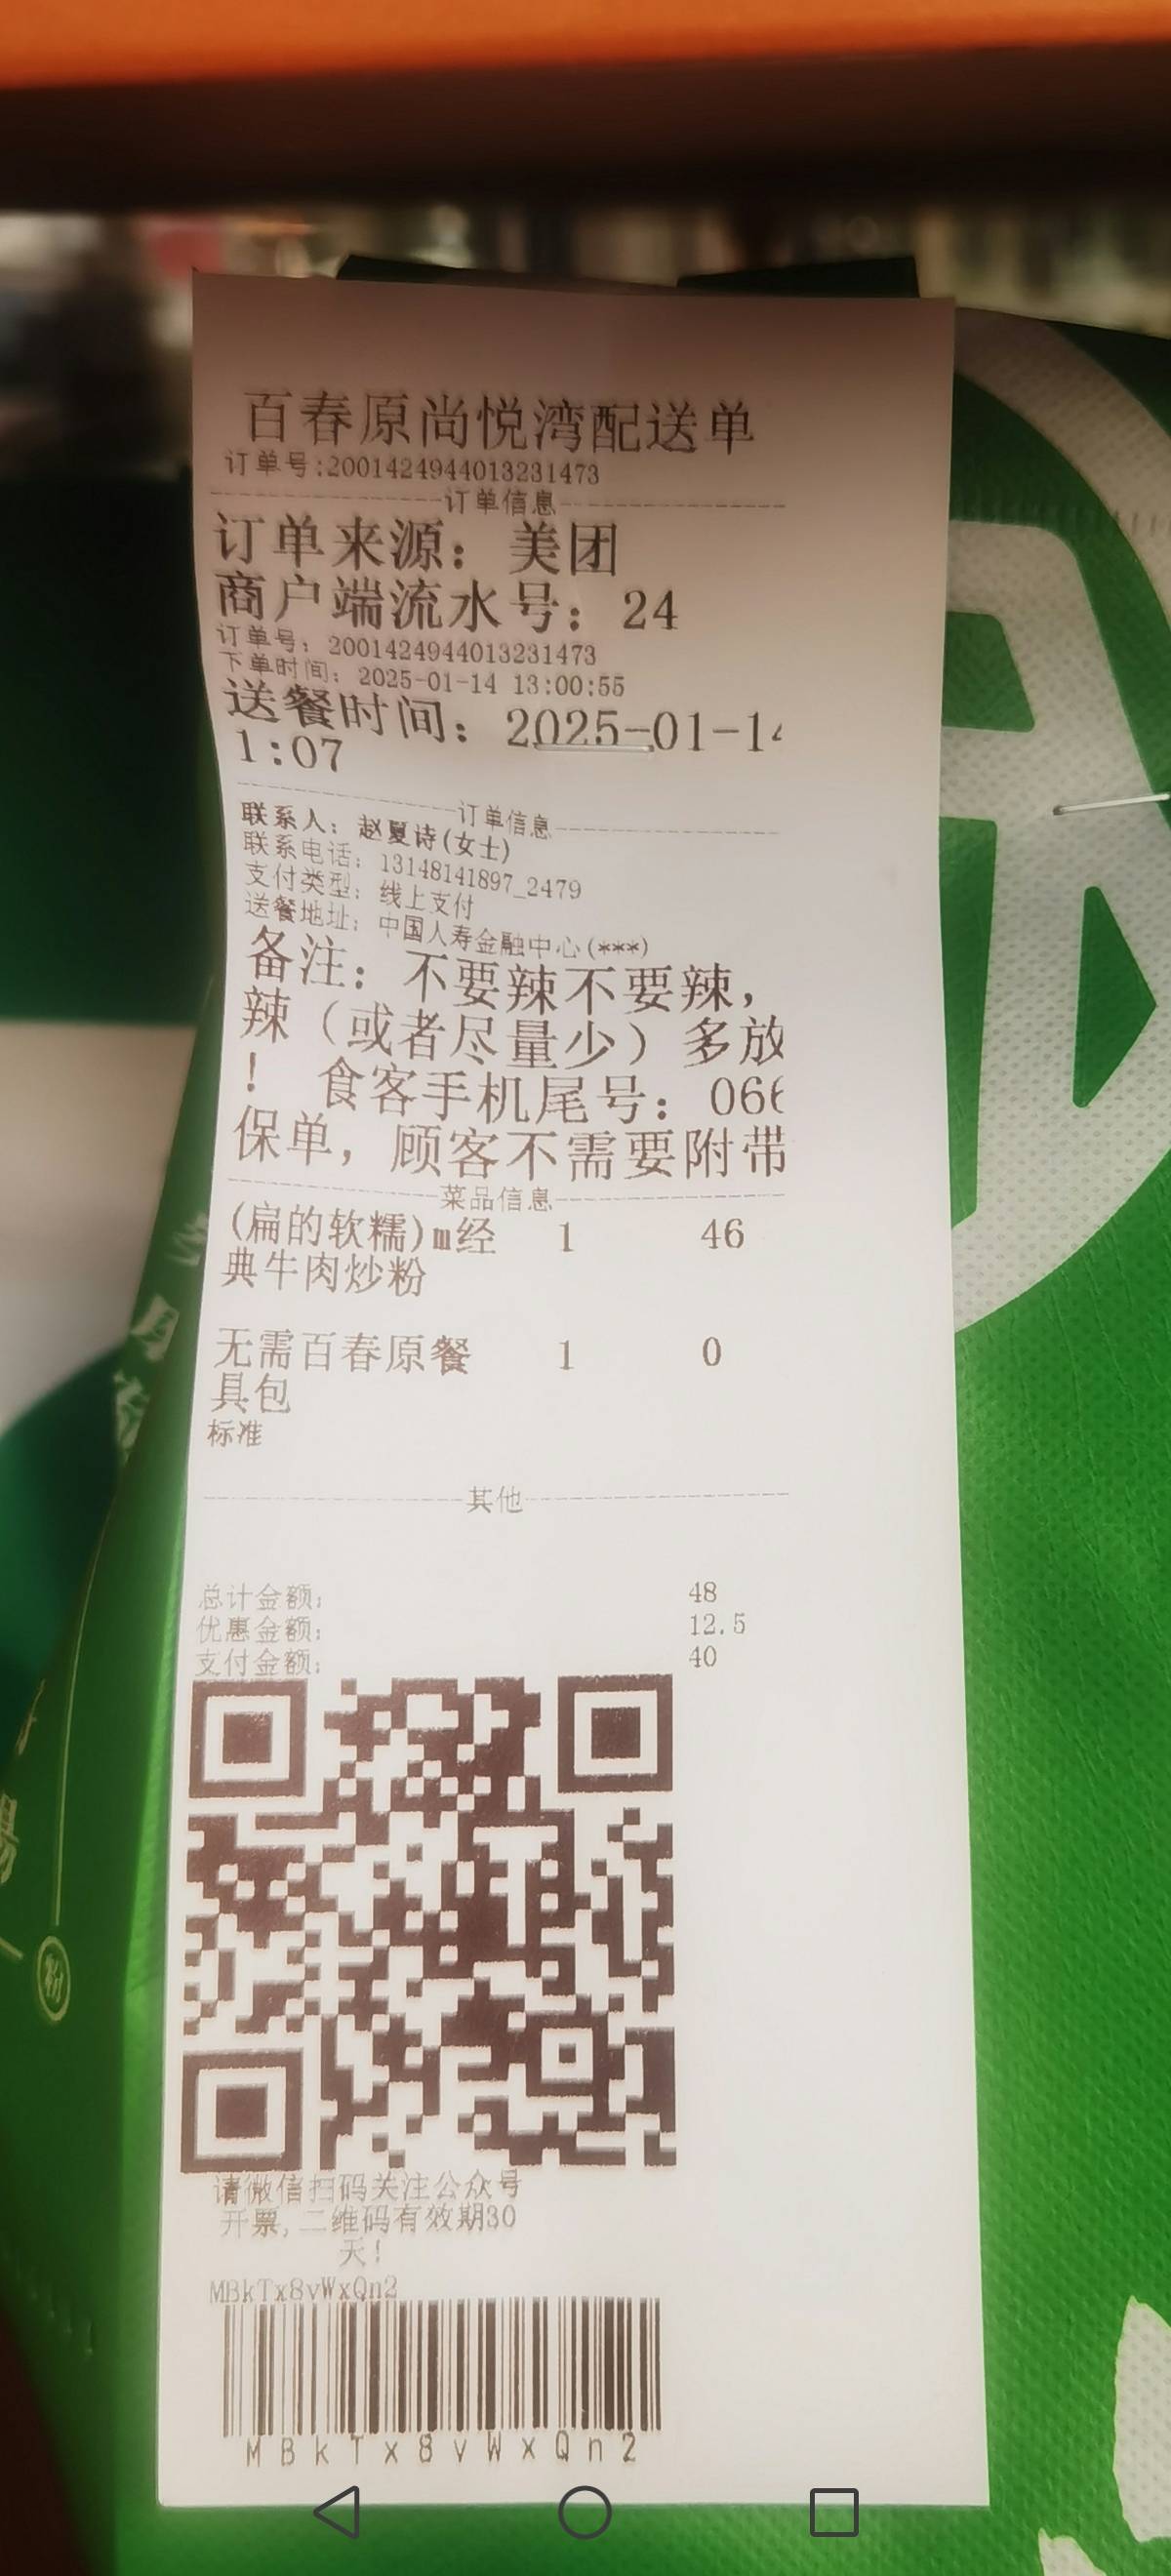 百春原尚悦湾配送单
订单号:2001424944013231473
订单信息
订单来源: 美团
商户端流水号: 24
订单号: 2001424944013231473
下单时间: 2025-01-14 13:00:55
送餐时间: 2025-01-14
1:07
订单信息
联系人: 赵夏诗(女士)
联系电话: 13148141897_2479
支付类型: 线上支付
送餐地址: 中国人寿金融中心(***)
备注: 不要辣不要辣,
辣（或者尽量少）多放
！ 食客手机尾号: 066
保单, 顾客不需要附带
菜品信息
(扁的软糯)m经 1 46
典牛肉炒粉
无需百春原餐 1 0
具包
标准
其他
总计金额: 48
优惠金额: 12.5
支付金额: 40
请微信扫码关注公众号
开票, 二维码有效期30
天!
MBkTx8vWxQn2
MBkTx8vWxQn2